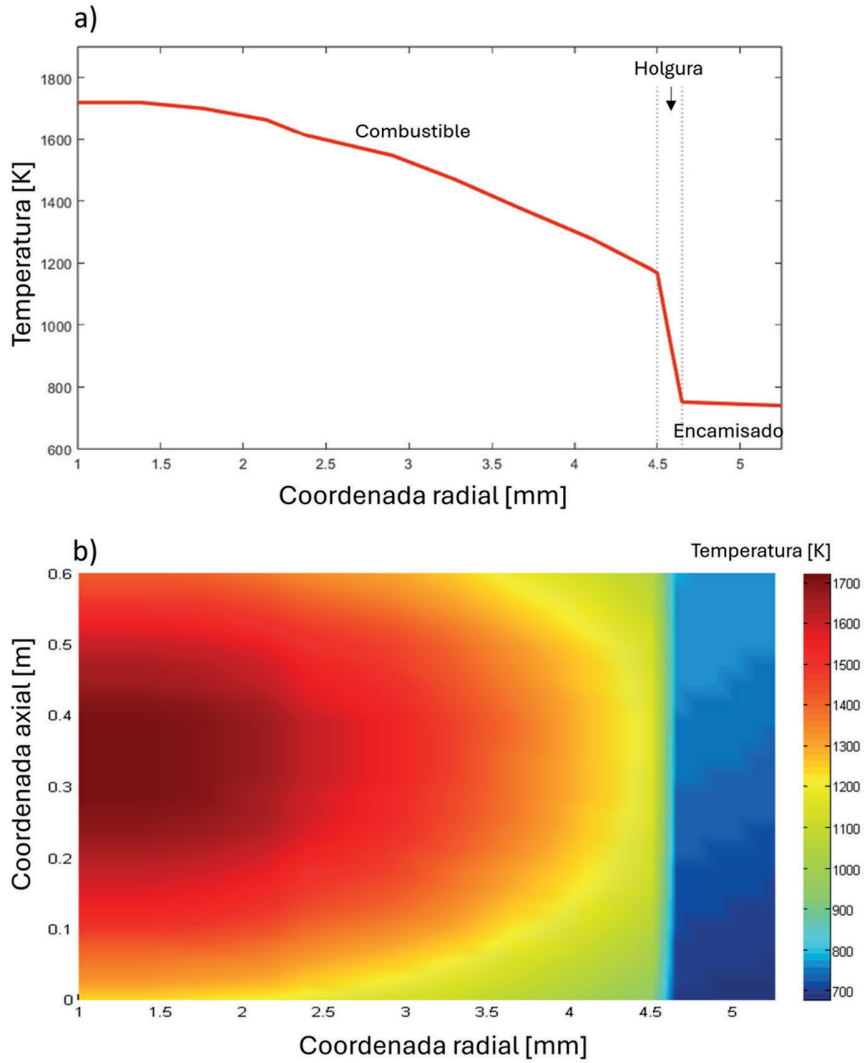 a)
Temperatura [K]
1800
1600
1400
1200
1000
800
600
Holgura
Combustible
Encamisado
1 1.5 2 2.5 3 3.5 4 4.5 5
Coordenada radial [mm]
b)
Temperatura [K]
Coordenada axial [m]
0.6
0.5
0.4
0.3
0.2
0.1
0
1700
1600
1500
1400
1300
1200
1100
1000
900
800
700
1 1.5 2 2.5 3 3.5 4 4.5 5
Coordenada radial [mm]